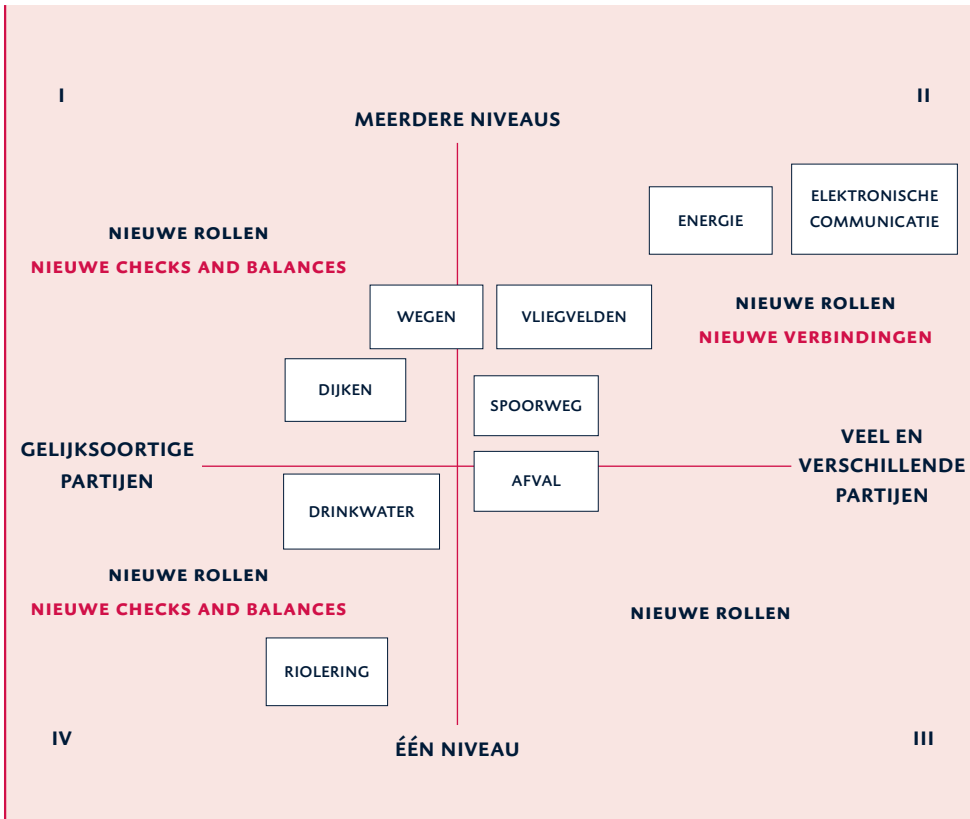 I
II
MEERDERE NIVEAUS
ELEKTRONISCHE
COMMUNICATIE
ENERGIE
NIEUWE ROLLEN
NIEUWE CHECKS AND BALANCES
NIEUWE ROLLEN
NIEUWE VERBINDINGEN
WEGEN
VLIEGVELDEN
DIJKEN
SPOORWEG
GELIJKSOORTIGE
PARTIJEN
VEEL EN
VERSCHILLENDE
PARTIJEN
AFVAL
DRINKWATER
NIEUWE ROLLEN
NIEUWE CHECKS AND BALANCES
NIEUWE ROLLEN
RIOLERING
IV
III
ÉÉN NIVEAU